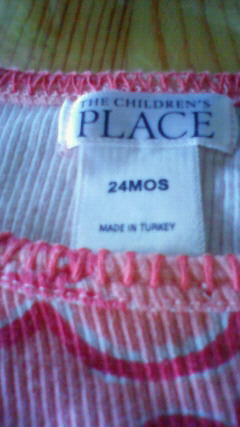 THE CHILDREN'S
PLACE
24MOS
MADE IN TURKEY